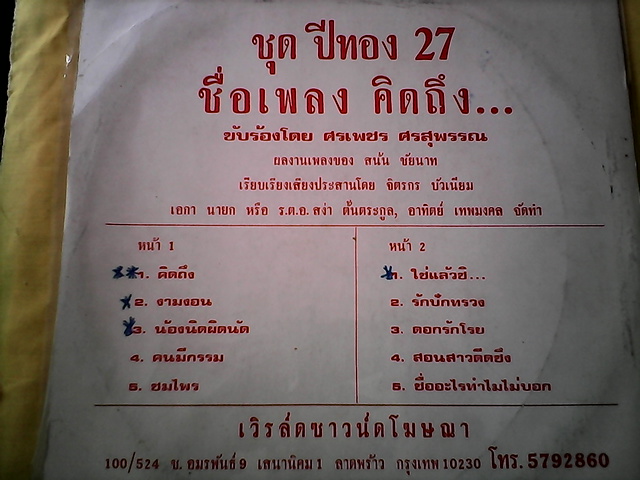 ชุด ปีทอง 27
ชื่อเพลง คิดถึง...
ขับร้องโดย ศรเพชร ศรสุพรรณ
ผลงานเพลงของ สนั่น ชัยนาท
เรียบเรียงเสียงประสานโดย จิตรกร บัวเนียม
เอกา นายก หรือ ร.ต.อ. สง่า ตั้นตระกูล, อาทิตย์ เทพมงคล จัดทำ
หน้า 1
1. คิดถึง
2. งามงอน
3. น้องนิดผิดนัด
4. คนมีกรรม
5. ชมไพร
หน้า 2
1. ใช่แล้วซิ...
2. รักปักทรวง
3. ดอกรักโรย
4. สอนสาวดีดซึง
5. ชื่ออะไรทำไมไม่บอก
เวิรล์ดซาวน์ดโฆษณา
100/524 ซ. อมรพันธ์ 9 เสนานิคม 1 ลาดพร้าว กรุงเทพ 10230 โทร. 5792860